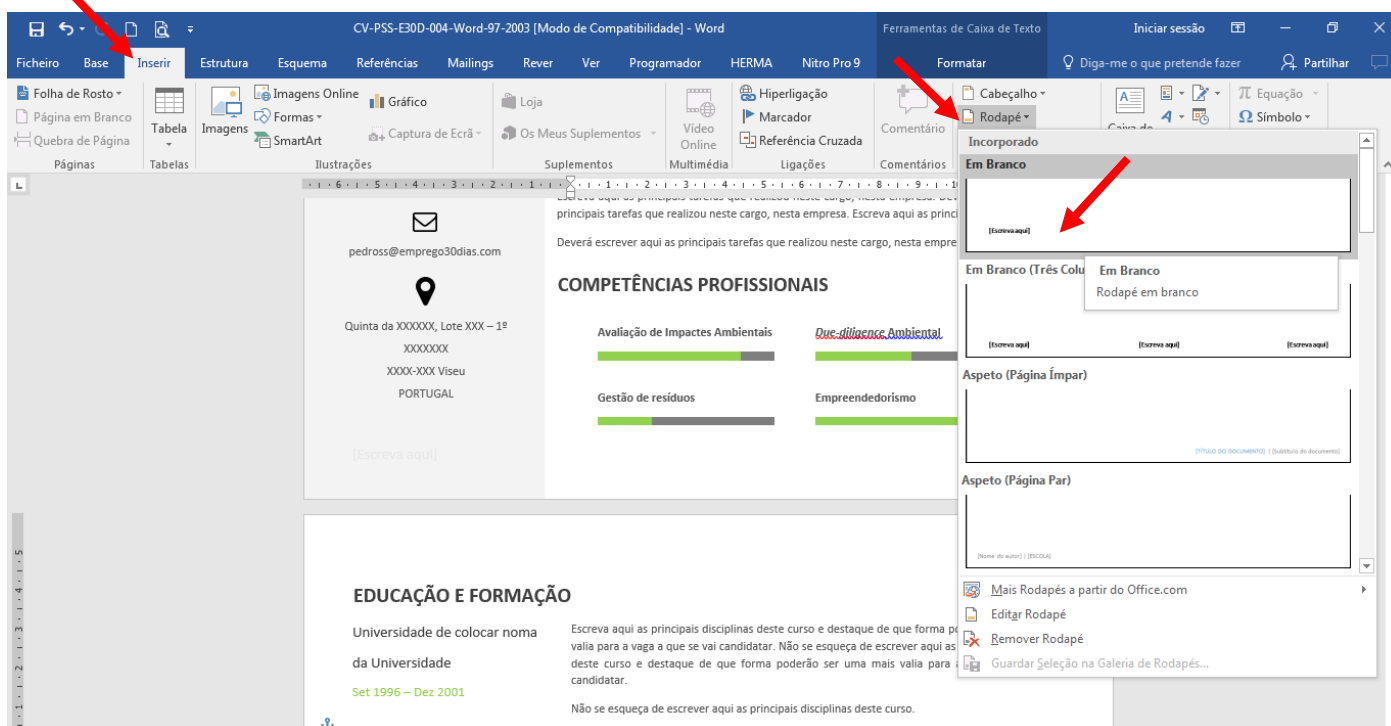 CV-PSS-E30D-004-Word-97-2003 [Modo de Compatibilidade] - Word
Ferramentas de Caixa de Texto
Iniciar sessão
Ficheiro Base Inserir Estrutura Esquema Referências Mailings Rever Ver Programador HERMA Nitro Pro 9 Formatar Diga-me o que pretende fazer Partilhar
Folha de Rosto
Página em Branco
Quebra de Página
Páginas
Tabela
Tabelas
Imagens
Imagens Online
Formas
SmartArt
Gráfico
Captura de Ecrã
Ilustrações
Loja
Os Meus Suplementos
Suplementos
Vídeo
Online
Multimédia
Hiperligação
Marcador
Referência Cruzada
Ligações
Comentário
Comentários
Cabeçalho
Rodapé
Caixa de
Equação
Símbolo
principais tarefas que realizou neste cargo, nesta empresa. Escreva aqui as princi
Deverá escrever aqui as principais tarefas que realizou neste cargo, nesta empre
pedross@emprego30dias.com
Quinta da XXXXXX, Lote XXX – 1º
XXXXXXX
XXXX-XXX Viseu
PORTUGAL
[Escreva aqui]
COMPETÊNCIAS PROFISSIONAIS
Avaliação de Impactes Ambientais
Due-diligence Ambiental
Gestão de resíduos
Empreendedorismo
EDUCAÇÃO E FORMAÇÃO
Universidade de colocar noma
da Universidade
Set 1996 – Dez 2001
Escreva aqui as principais disciplinas deste curso e destaque de que forma po
valia para a vaga a que se vai candidatar. Não se esqueça de escrever aqui as
deste curso e destaque de que forma poderão ser uma mais valia para a
candidatar.
Não se esqueça de escrever aqui as principais disciplinas deste curso.
Incorporado
Em Branco
[Escreva aqui]
Em Branco (Três Colu
Em Branco
Rodapé em branco
[Escreva aqui] [Escreva aqui] [Escreva aqui]
Aspeto (Página Ímpar)
[TÍTULO DO DOCUMENTO] | [Subtítulo do documento]
Aspeto (Página Par)
[Nome do autor] | [ESCOLA]
Mais Rodapés a partir do Office.com
Editar Rodapé
Remover Rodapé
Guardar Seleção na Galeria de Rodapés...